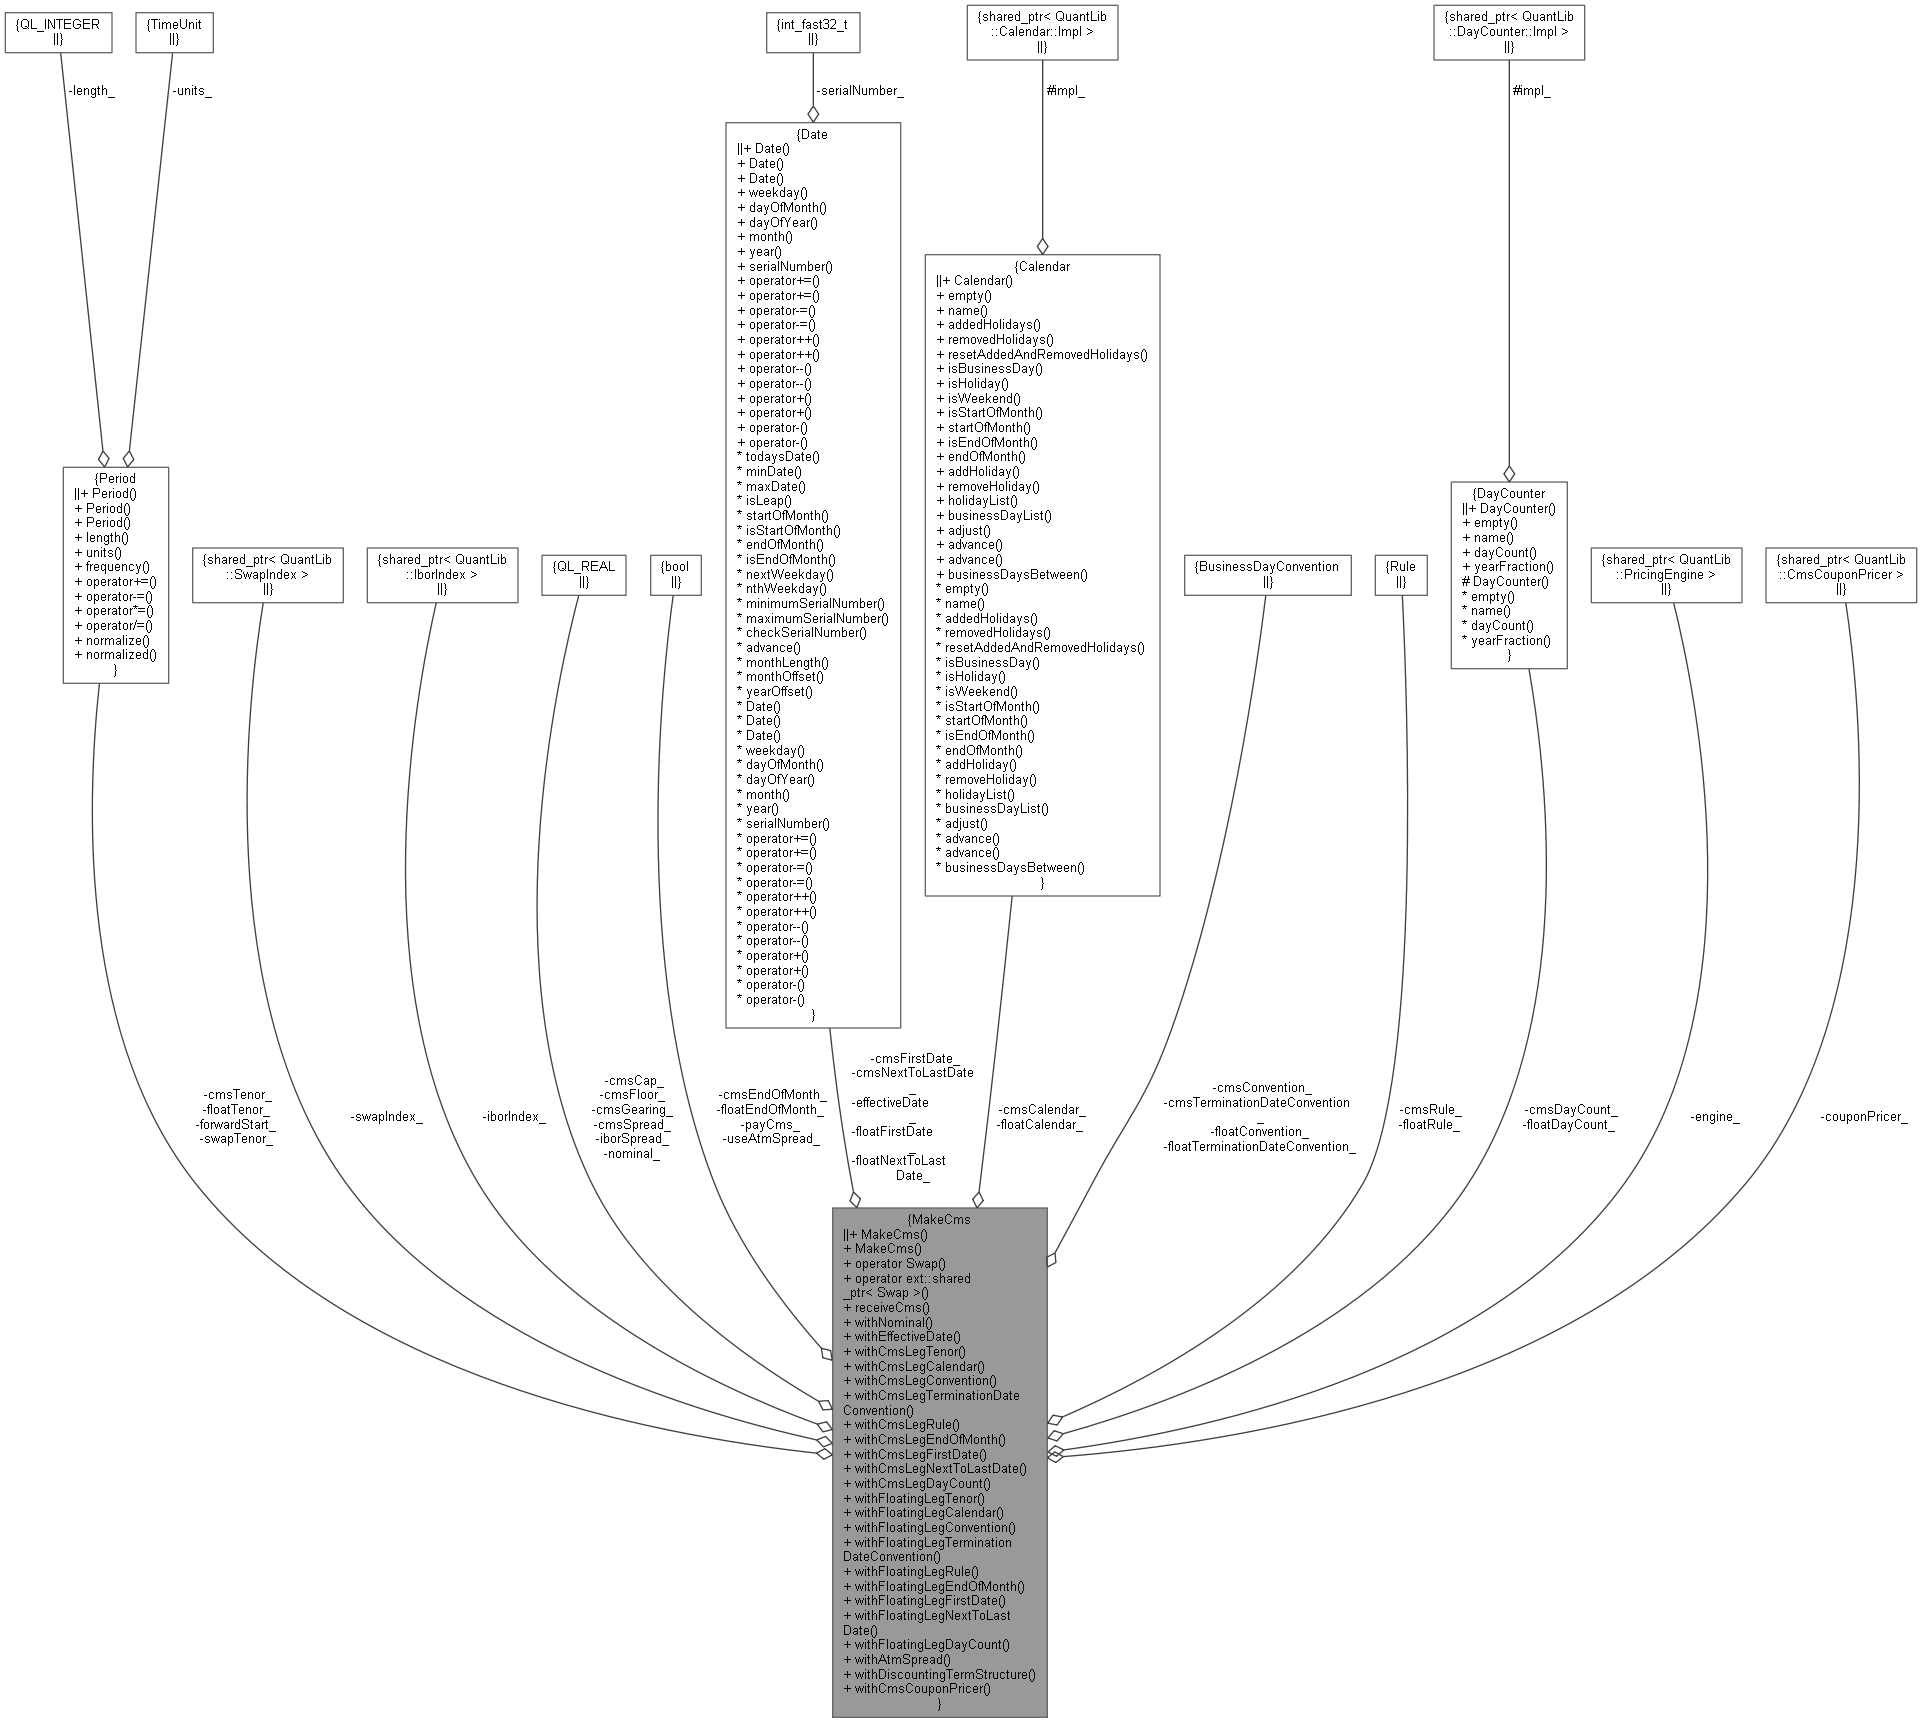 {QL_INTEGER
||}
{TimeUnit
||}
{int_fast32_t
||}
{shared_ptr< QuantLib
::Calendar::Impl >
||}
{shared_ptr< QuantLib
::DayCounter::Impl >
||}
-length_
-units_
-serialNumber_
#impl_
#impl_
{Date
||+ Date()
+ Date()
+ Date()
+ weekday()
+ dayOfMonth()
+ dayOfYear()
+ month()
+ year()
+ serialNumber()
+ operator+=()
+ operator+=()
+ operator-=()
+ operator-=()
+ operator++()
+ operator++()
+ operator--()
+ operator--()
+ operator+()
+ operator+()
+ operator-()
+ operator-()
* todaysDate()
* minDate()
* maxDate()
* isLeap()
* startOfMonth()
* isStartOfMonth()
* endOfMonth()
* isEndOfMonth()
* nextWeekday()
* nthWeekday()
* minimumSerialNumber()
* maximumSerialNumber()
* checkSerialNumber()
* advance()
* monthLength()
* monthOffset()
* yearOffset()
* Date()
* Date()
* Date()
* weekday()
* dayOfMonth()
* dayOfYear()
* month()
* year()
* serialNumber()
* operator+=()
* operator+=()
* operator-=()
* operator-=()
* operator++()
* operator++()
* operator--()
* operator--()
* operator+()
* operator+()
* operator-()
* operator-()
}
{Calendar
||+ Calendar()
+ empty()
+ name()
+ addedHolidays()
+ removedHolidays()
+ resetAddedAndRemovedHolidays()
+ isBusinessDay()
+ isHoliday()
+ isWeekend()
+ isStartOfMonth()
+ startOfMonth()
+ isEndOfMonth()
+ endOfMonth()
+ addHoliday()
+ removeHoliday()
+ holidayList()
+ businessDayList()
+ adjust()
+ advance()
+ advance()
+ businessDaysBetween()
* empty()
* name()
* addedHolidays()
* removedHolidays()
* resetAddedAndRemovedHolidays()
* isBusinessDay()
* isHoliday()
* isWeekend()
* isStartOfMonth()
* startOfMonth()
* isEndOfMonth()
* endOfMonth()
* addHoliday()
* removeHoliday()
* holidayList()
* businessDayList()
* adjust()
* advance()
* advance()
* businessDaysBetween()
}
{Period
||+ Period()
+ Period()
+ Period()
+ length()
+ units()
+ frequency()
+ operator+=()
+ operator-=()
+ operator*=()
+ operator/=()
+ normalize()
+ normalized()
}
{shared_ptr< QuantLib
::SwapIndex >
||}
{shared_ptr< QuantLib
::IborIndex >
||}
{QL_REAL
||}
{bool
||}
{BusinessDayConvention
||}
{Rule
||}
{DayCounter
||+ DayCounter()
+ empty()
+ name()
+ dayCount()
+ yearFraction()
# DayCounter()
* empty()
* name()
* dayCount()
* yearFraction()
}
{shared_ptr< QuantLib
::PricingEngine >
||}
{shared_ptr< QuantLib
::CmsCouponPricer >
||}
-cmsTenor_
-floatTenor_
-forwardStart_
-swapTenor_
-swapIndex_
-iborIndex_
-cmsCap_
-cmsFloor_
-cmsGearing_
-cmsSpread_
-iborSpread_
-nominal_
-cmsEndOfMonth_
-floatEndOfMonth_
-payCms_
-useAtmSpread_
-cmsFirstDate_
-cmsNextToLastDate
_
-effectiveDate
_
-floatFirstDate
_
-floatNextToLast
Date_
-cmsCalendar_
-floatCalendar_
-cmsConvention_
-cmsTerminationDateConvention
_
-floatConvention_
-floatTerminationDateConvention_
-cmsRule_
-floatRule_
-cmsDayCount_
-floatDayCount_
-engine_
-couponPricer_
{MakeCms
||+ MakeCms()
+ MakeCms()
+ operator Swap()
+ operator ext::shared
_ptr< Swap >()
+ receiveCms()
+ withNominal()
+ withEffectiveDate()
+ withCmsLegTenor()
+ withCmsLegCalendar()
+ withCmsLegConvention()
+ withCmsLegTerminationDate
Convention()
+ withCmsLegRule()
+ withCmsLegEndOfMonth()
+ withCmsLegFirstDate()
+ withCmsLegNextToLastDate()
+ withCmsLegDayCount()
+ withFloatingLegTenor()
+ withFloatingLegCalendar()
+ withFloatingLegConvention()
+ withFloatingLegTermination
DateConvention()
+ withFloatingLegRule()
+ withFloatingLegEndOfMonth()
+ withFloatingLegFirstDate()
+ withFloatingLegNextToLast
Date()
+ withFloatingLegDayCount()
+ withAtmSpread()
+ withDiscountingTermStructure()
+ withCmsCouponPricer()
}